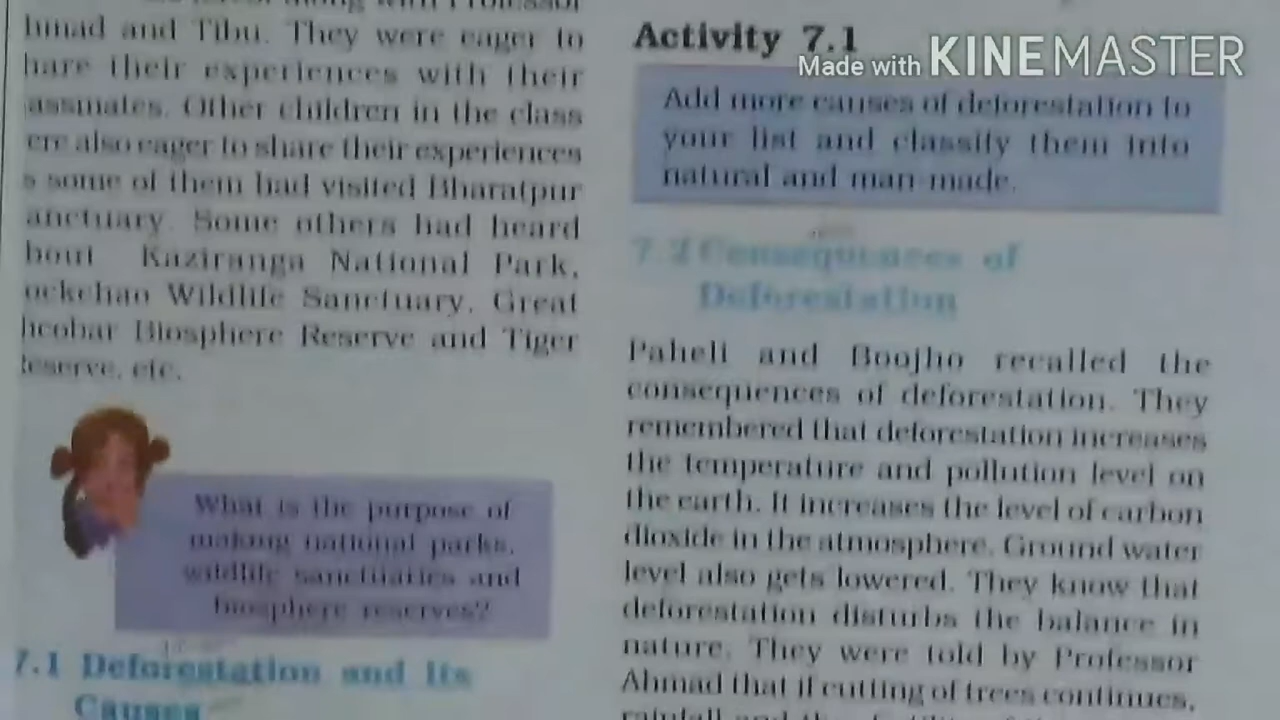 hmad and Tibu. They were eager to
hare their experiences with their
assmates. Other children in the class
ere also eager to share their experiences
s some of them had visited Bharatpur
anctuary. Some others had heard
bout Kaziranga National Park,
ockchao Wildlife Sanctuary, Great
icobar Biosphere Reserve and Tiger
eserve, etc.
What is the purpose of
making national parks,
wildlife sanctuaries and
biosphere reserves?
7.1 Deforestation and Its
Causes
Activity 7.1
Made with KINEMASTER
Add more causes of deforestation to
your list and classify them into
natural and man-made.
7.2 Consequences of
Deforestation
Paheli and Boojho recalled the
consequences of deforestation. They
remembered that deforestation increases
the temperature and pollution level on
the earth. It increases the level of carbon
dioxide in the atmosphere. Ground water
level also gets lowered. They know that
deforestation disturbs the balance in
nature. They were told by Professor
Ahmad that if cutting of trees continues,